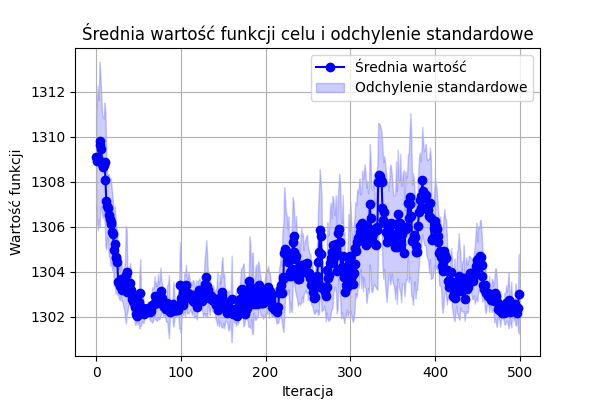 Średnia wartość funkcji celu i odchylenie standardowe
Średnia wartość
Odchylenie standardowe
Wartość funkcji
1312
1310
1308
1306
1304
1302
0 100 200 300 400 500
Iteracja